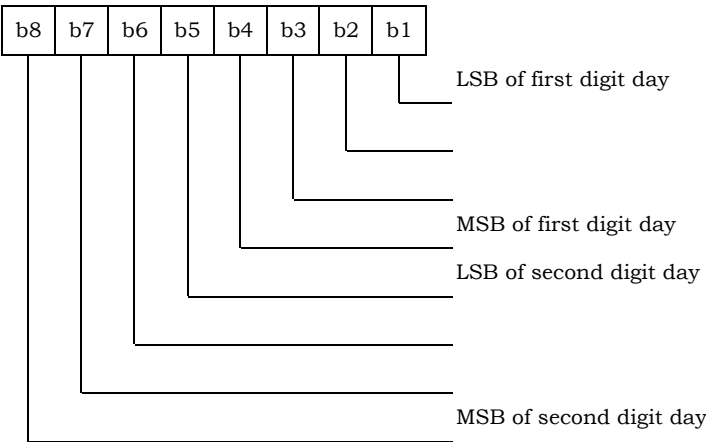 b8 b7 b6 b5 b4 b3 b2 b1
LSB of first digit day
MSB of first digit day
LSB of second digit day
MSB of second digit day